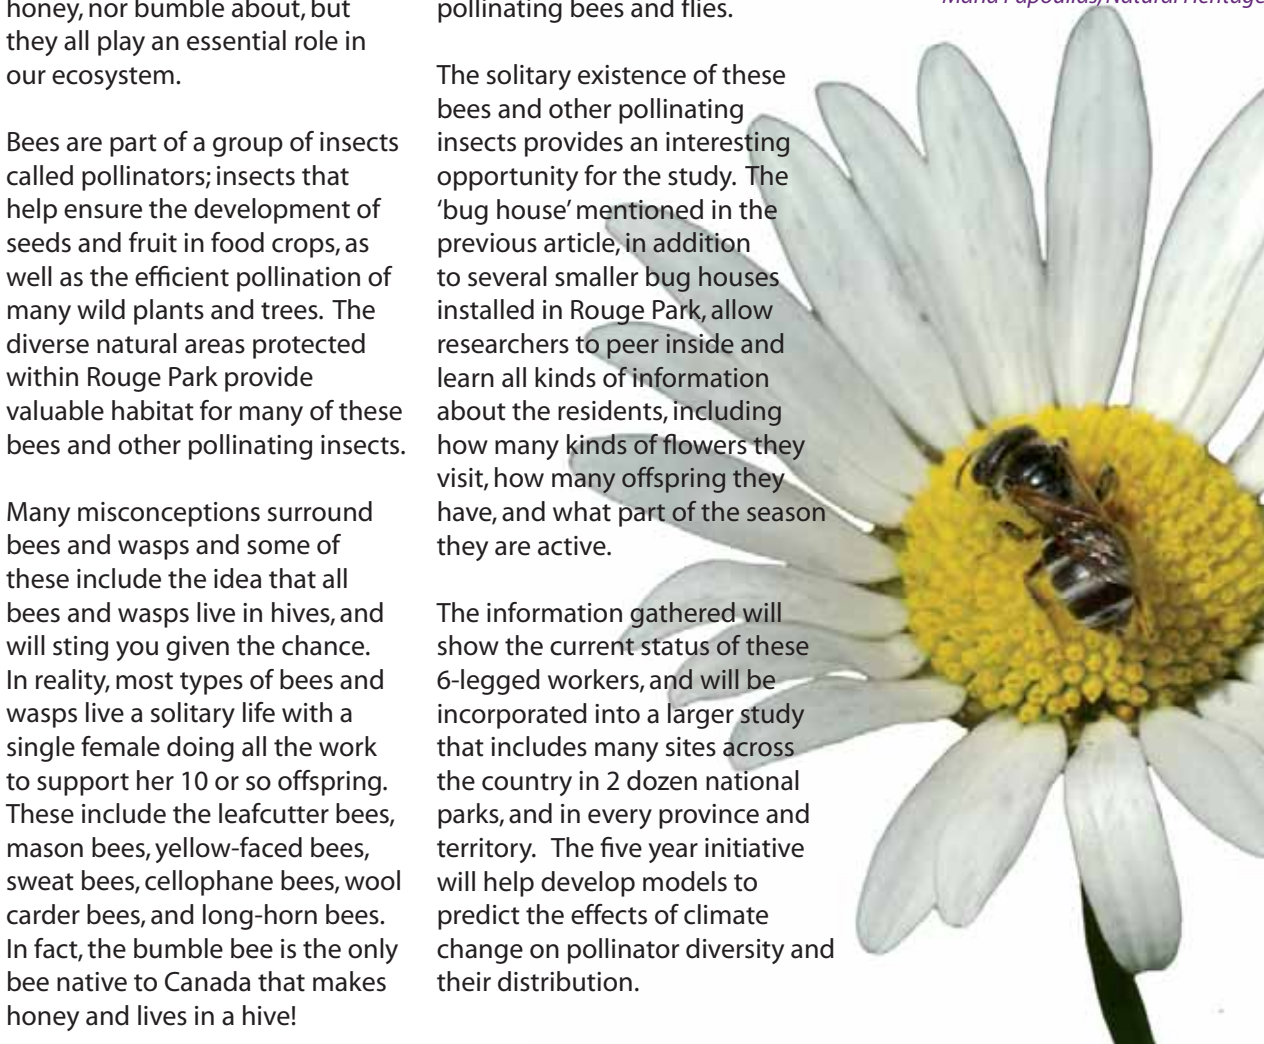 honey, nor bumble about, but
they all play an essential role in
our ecosystem.
Bees are part of a group of insects
called pollinators; insects that
help ensure the development of
seeds and fruit in food crops, as
well as the efficient pollination of
many wild plants and trees. The
diverse natural areas protected
within Rouge Park provide
valuable habitat for many of these
bees and other pollinating insects.
Many misconceptions surround
bees and wasps and some of
these include the idea that all
bees and wasps live in hives, and
will sting you given the chance.
In reality, most types of bees and
wasps live a solitary life with a
single female doing all the work
to support her 10 or so offspring.
These include the leafcutter bees,
mason bees, yellow-faced bees,
sweat bees, cellophane bees, wool
carder bees, and long-horn bees.
In fact, the bumble bee is the only
bee native to Canada that makes
honey and lives in a hive!
pollinating bees and flies.
The solitary existence of these
bees and other pollinating
insects provides an interesting
opportunity for the study. The
‘bug house’ mentioned in the
previous article, in addition
to several smaller bug houses
installed in Rouge Park, allow
researchers to peer inside and
learn all kinds of information
about the residents, including
how many kinds of flowers they
visit, how many offspring they
have, and what part of the season
they are active.
The information gathered will
show the current status of these
6-legged workers, and will be
incorporated into a larger study
that includes many sites across
the country in 2 dozen national
parks, and in every province and
territory. The five year initiative
will help develop models to
predict the effects of climate
change on pollinator diversity and
their distribution.